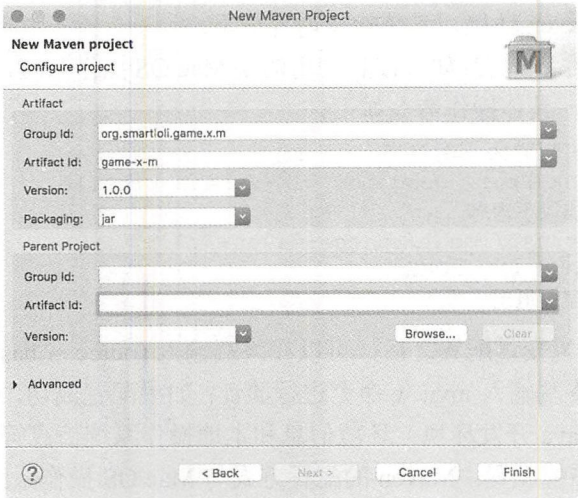 New Maven Project
New Maven project
Configure project
M
Artifact
Group Id: org.smartloli.game.x.m
Artifact Id: game-x-m
Version: 1.0.0
Packaging: jar
Parent Project
Group Id:
Artifact Id:
Version:
Browse...
Clear
Advanced
?
< Back
Next >
Cancel
Finish